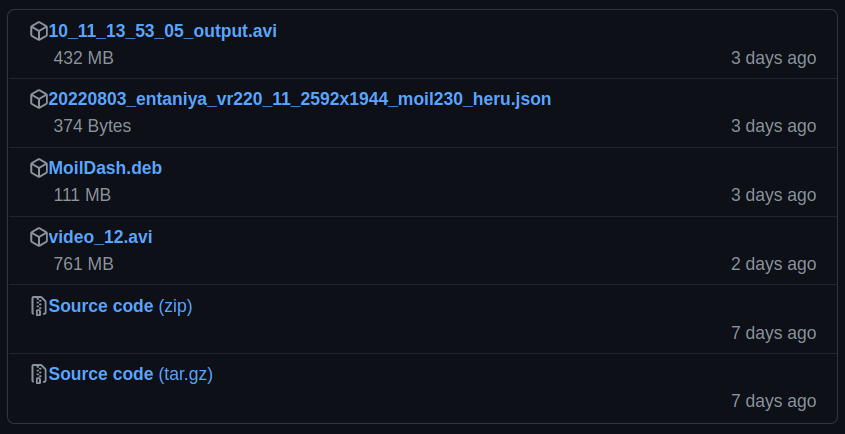 10_11_13_53_05_output.avi
432 MB 3 days ago
20220803_entaniya_vr220_11_2592x1944_moil230_heru.json
374 Bytes 3 days ago
MoilDash.deb
111 MB 3 days ago
video_12.avi
761 MB 2 days ago
Source code (zip)
7 days ago
Source code (tar.gz)
7 days ago